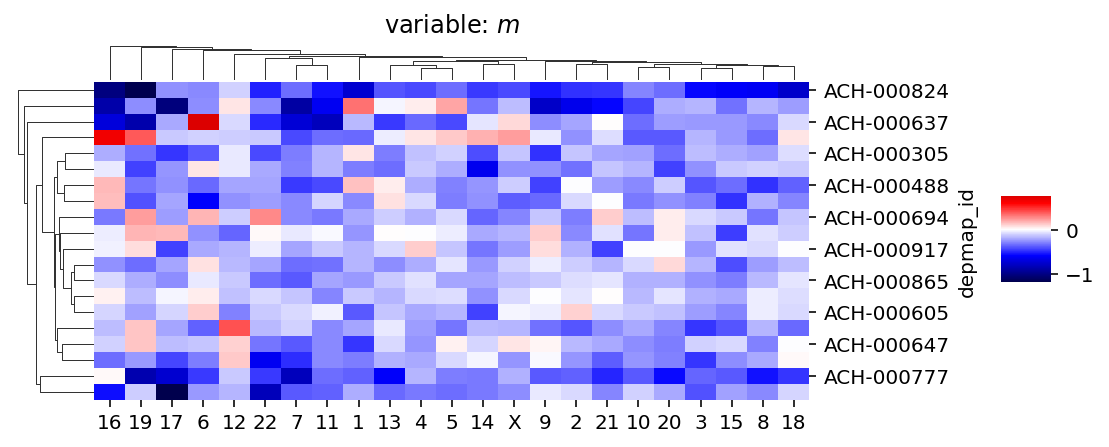 variable: m
ACH-000824
ACH-000637
ACH-000305
ACH-000488
ACH-000694
ACH-000917
ACH-000865
ACH-000605
ACH-000647
ACH-000777
depmap_id
0
−1
16 19 17 6 12 22 7 11 1 13 4 5 14 X 9 2 21 10 20 3 15 8 18